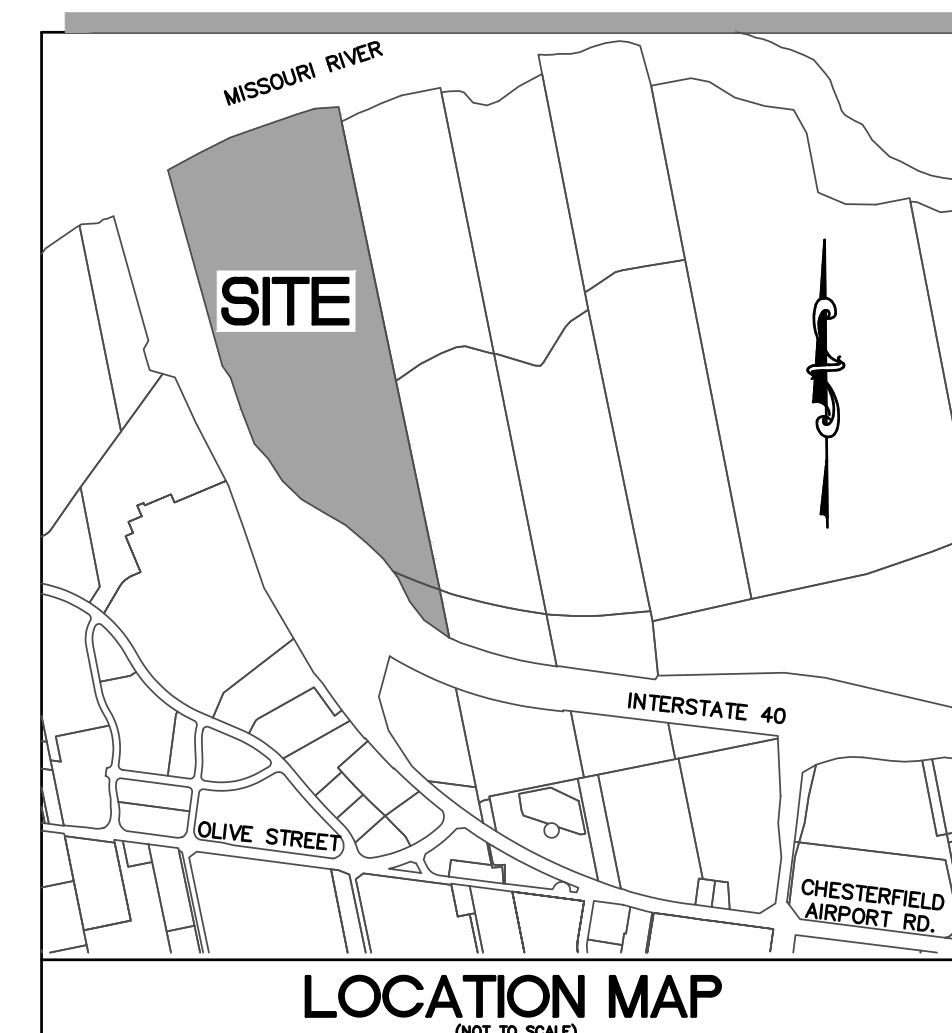 MISSOURI RIVER
SITE
INTERSTATE 40
OLIVE STREET
CHESTERFIELD
AIRPORT RD.
LOCATION MAP
(NOT TO SCALE)